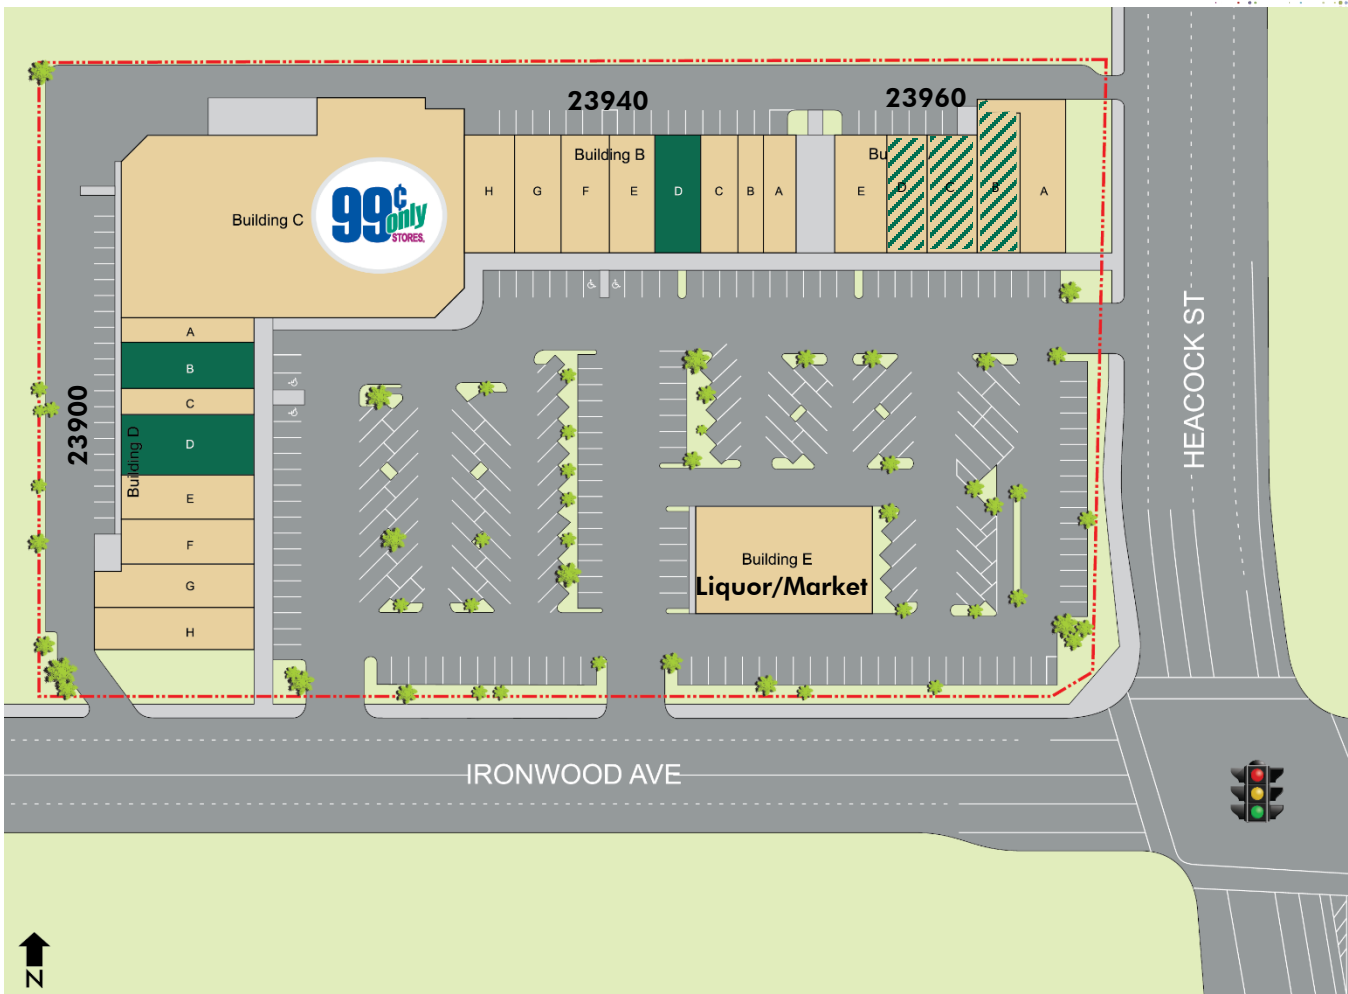 23940
23960
Building B
Bu
H
G
F
E
D
C
B
A
E
D
C
B
A
Building C
99¢
only
STORES.
A
B
C
D
E
F
G
H
23900
Building D
HEACOCK ST
Building E
Liquor/Market
IRONWOOD AVE
N